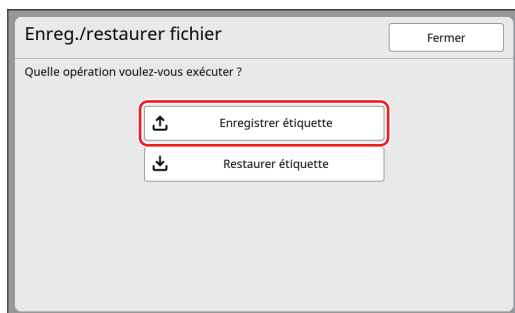 Enreg./restaurer fichier
Fermer
Quelle opération voulez-vous exécuter ?
Enregistrer étiquette
Restaurer étiquette